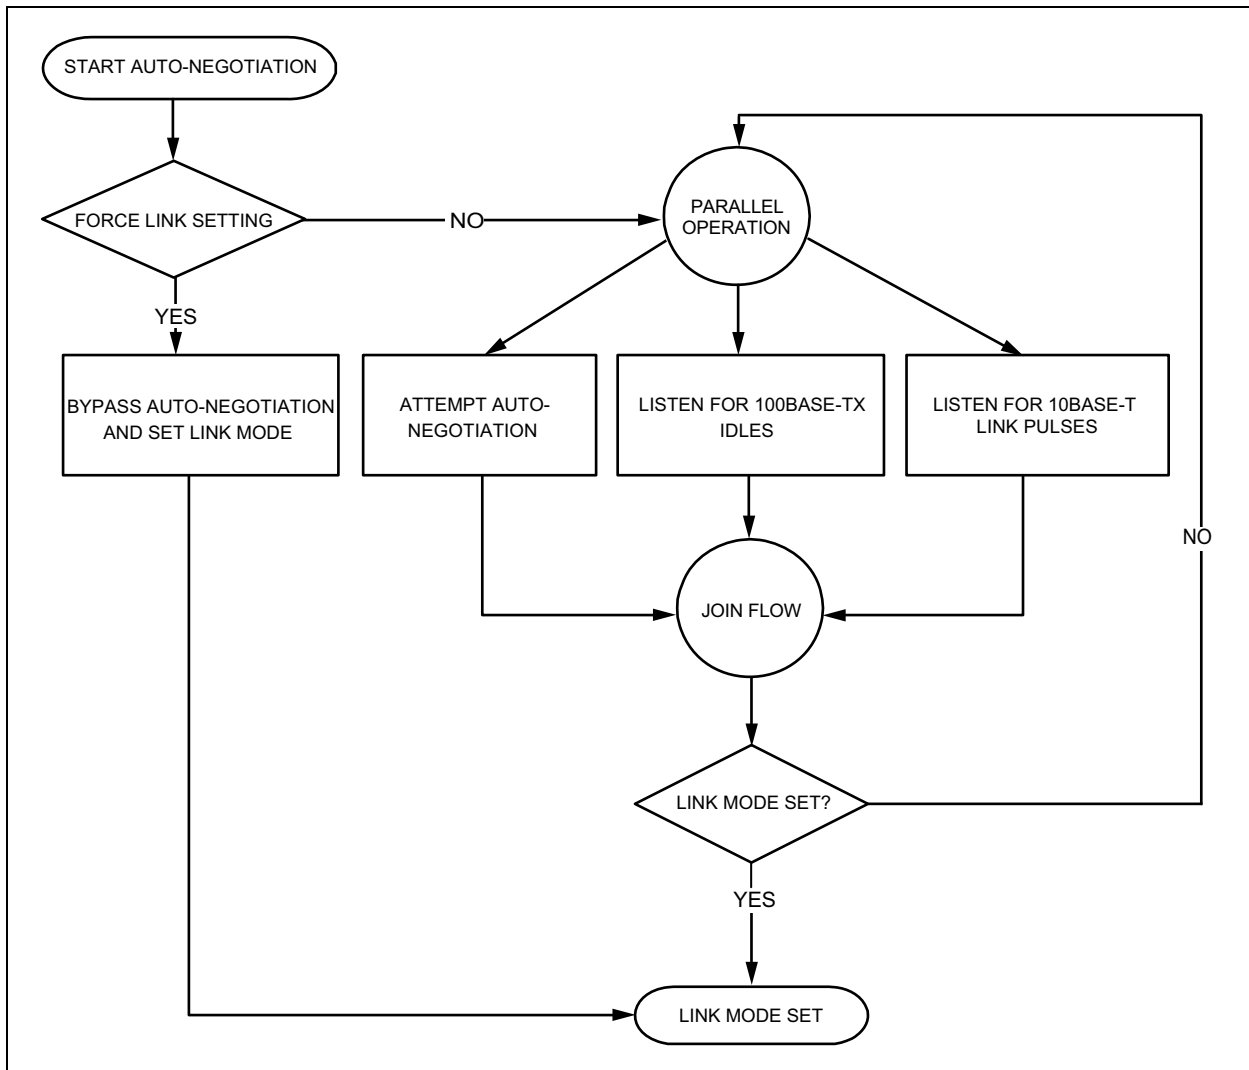 START AUTO-NEGOTIATION
FORCE LINK SETTING
NO
PARALLEL
OPERATION
YES
BYPASS AUTO-NEGOTIATION
AND SET LINK MODE
ATTEMPT AUTO-
NEGOTIATION
LISTEN FOR 100BASE-TX
IDLES
LISTEN FOR 10BASE-T
LINK PULSES
NO
JOIN FLOW
LINK MODE SET?
YES
LINK MODE SET